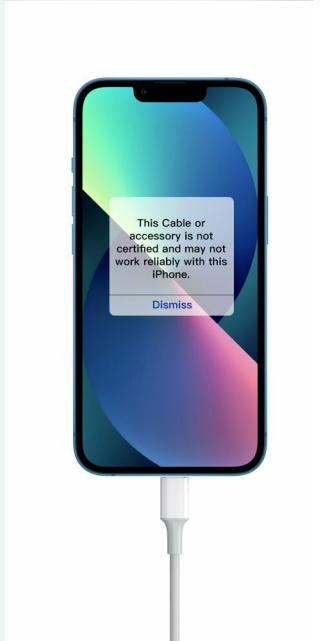 This Cable or
accessory is not
certified and may not
work reliably with this
iPhone.
Dismiss